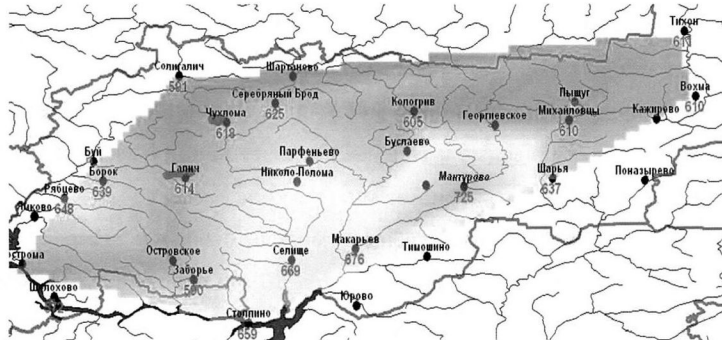 Тихон
611
Солигалич
591
Шартаново
Серебряный Брод
625
Чухлома
618
Кологрив
605
Георгиевское
Пыщуг
Михайловцы
610
Вохма
610
Кажирово
Буй
Борок
639
Рябцево
648
Галич
614
Парфеньево
Николо-Полома
Буслаево
Мантурово
725
Шарья
637
Поназырево
Островское
Заборье
590
Селище
669
Макарьев
676
Тимошино
Юрово
Столпино
659